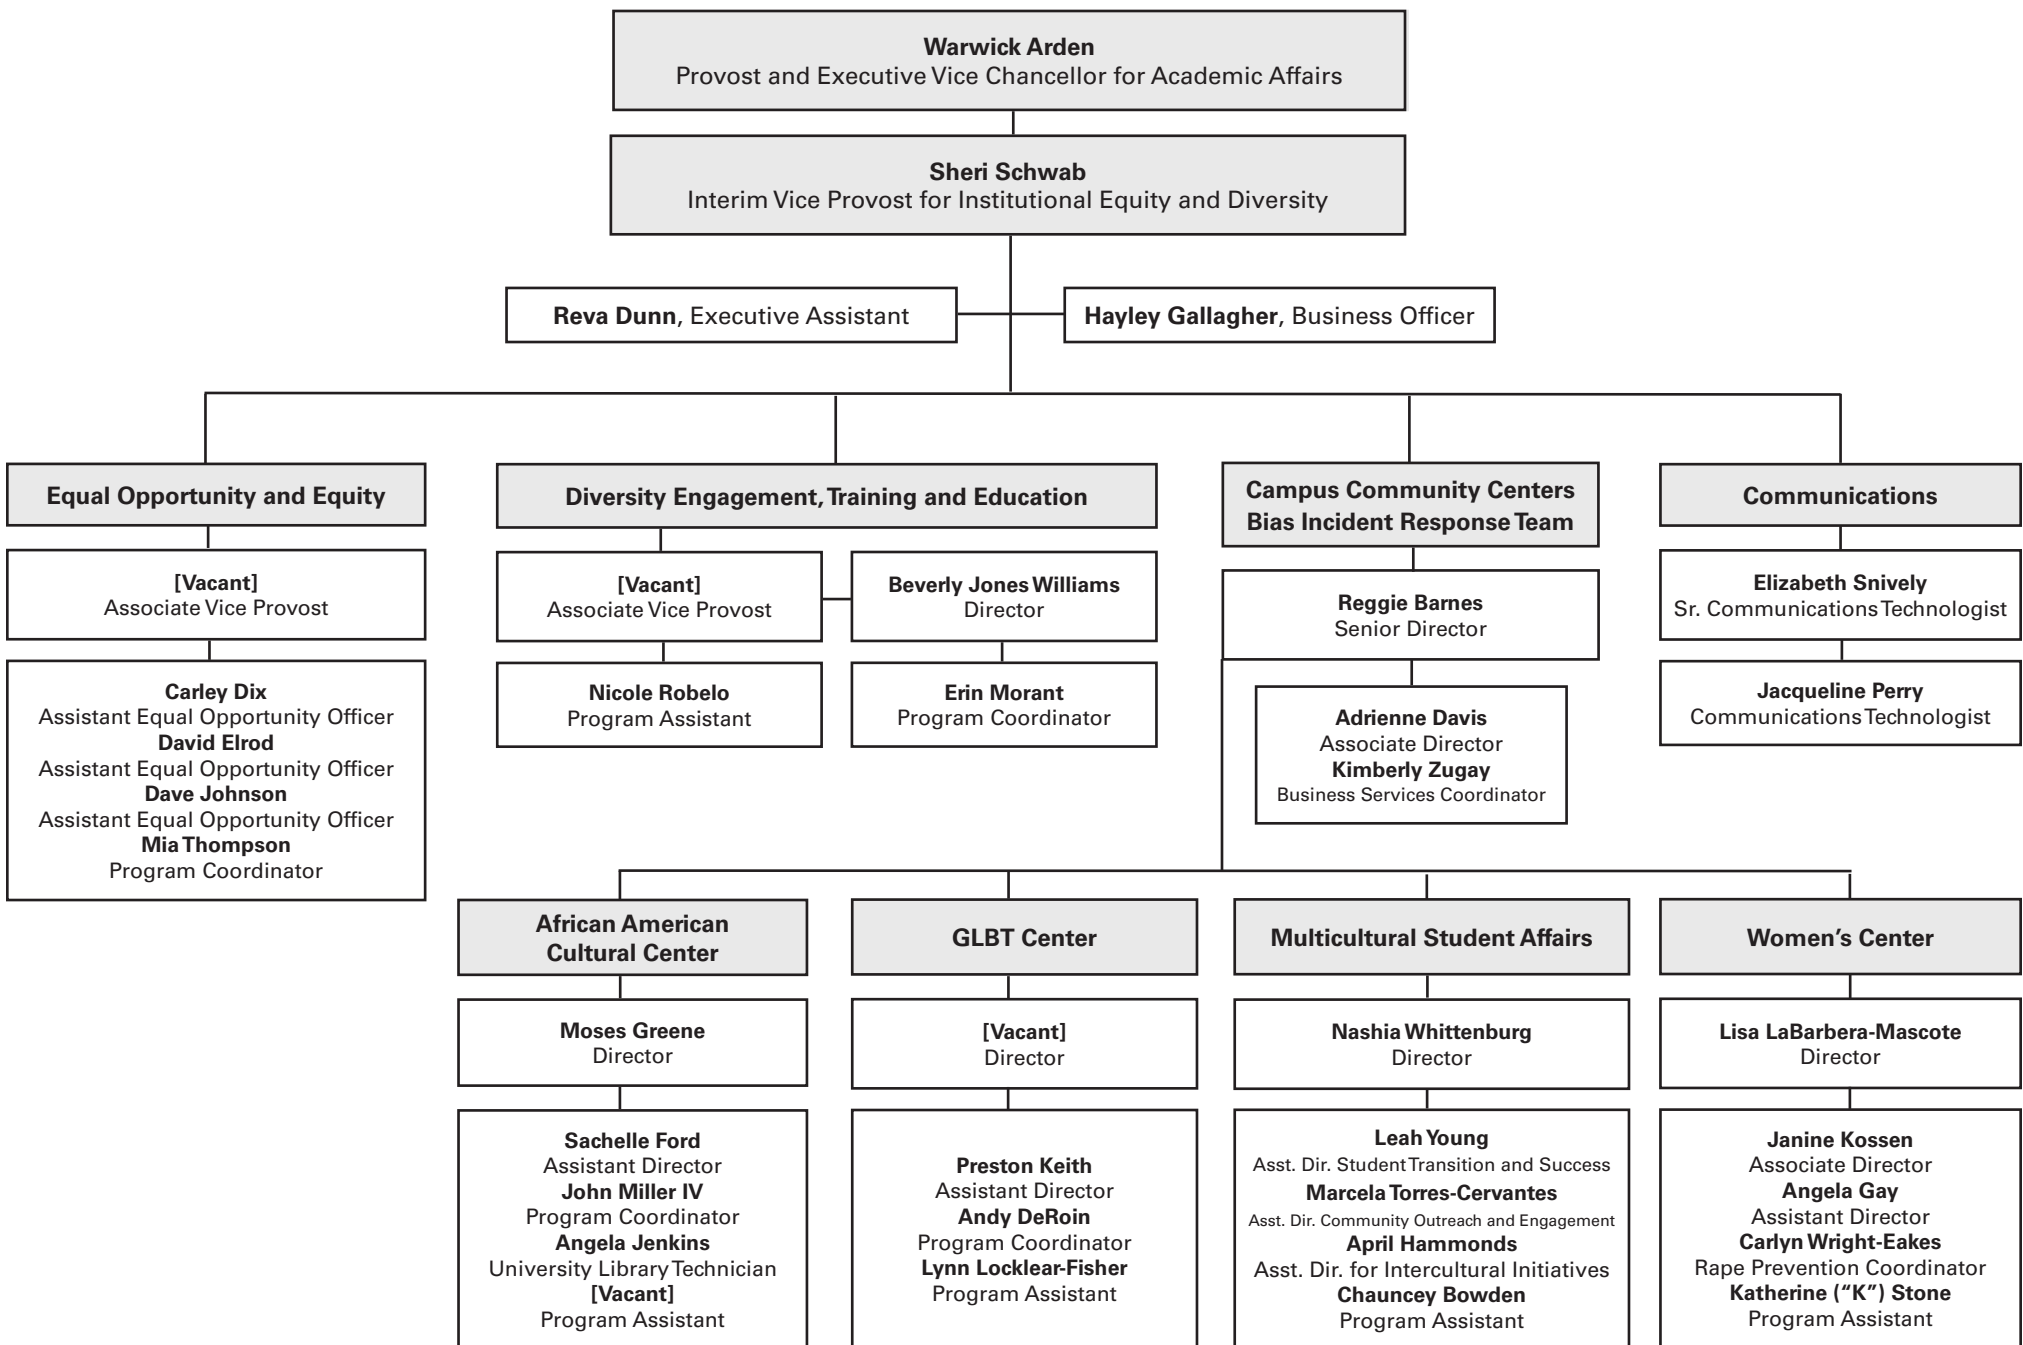 Warwick Arden
Provost and Executive Vice Chancellor for Academic Affairs
Sheri Schwab
Interim Vice Provost for Institutional Equity and Diversity
Reva Dunn, Executive Assistant
Hayley Gallagher, Business Officer
Equal Opportunity and Equity
[Vacant]
Associate Vice Provost
Carley Dix
Assistant Equal Opportunity Officer
David Elrod
Assistant Equal Opportunity Officer
Dave Johnson
Assistant Equal Opportunity Officer
Mia Thompson
Program Coordinator
Diversity Engagement, Training and Education
[Vacant]
Associate Vice Provost
Beverly Jones Williams
Director
Nicole Robelo
Program Assistant
Erin Morant
Program Coordinator
Campus Community Centers
Bias Incident Response Team
Reggie Barnes
Senior Director
Adrienne Davis
Associate Director
Kimberly Zugay
Business Services Coordinator
Communications
Elizabeth Snively
Sr. Communications Technologist
Jacqueline Perry
Communications Technologist
African American
Cultural Center
Moses Greene
Director
Sachelle Ford
Assistant Director
John Miller IV
Program Coordinator
Angela Jenkins
University Library Technician
[Vacant]
Program Assistant
GLBT Center
[Vacant]
Director
Preston Keith
Assistant Director
Andy DeRoin
Program Coordinator
Lynn Locklear-Fisher
Program Assistant
Multicultural Student Affairs
Nashia Whittenburg
Director
Leah Young
Asst. Dir. Student Transition and Success
Marcela Torres-Cervantes
Asst. Dir. Community Outreach and Engagement
April Hammonds
Asst. Dir. for Intercultural Initiatives
Chauncey Bowden
Program Assistant
Women's Center
Lisa LaBarbera-Mascote
Director
Janine Kossen
Associate Director
Angela Gay
Assistant Director
Carlyn Wright-Eakes
Rape Prevention Coordinator
Katherine (“K”) Stone
Program Assistant